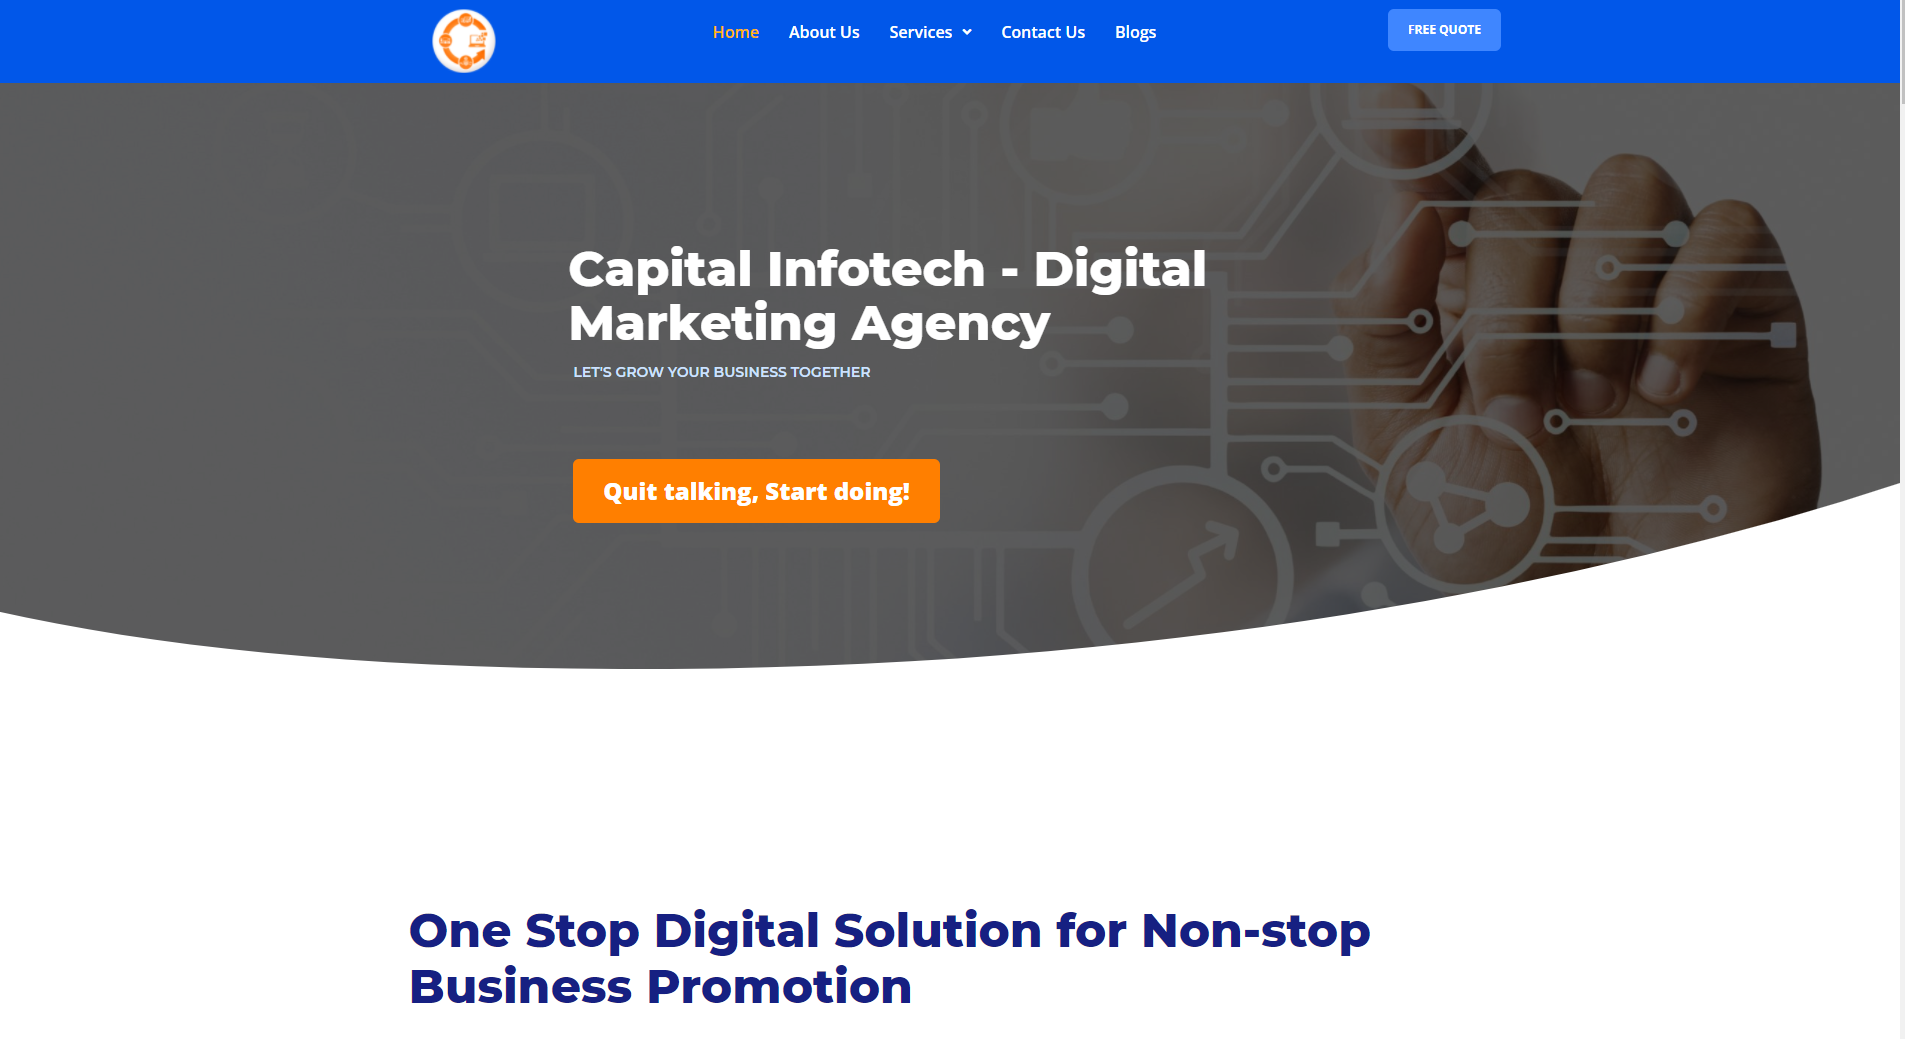 Home
About Us
Services
Contact Us
Blogs
FREE QUOTE
Capital Infotech - Digital
Marketing Agency
LET'S GROW YOUR BUSINESS TOGETHER
Quit talking, Start doing!
One Stop Digital Solution for Non-stop
Business Promotion